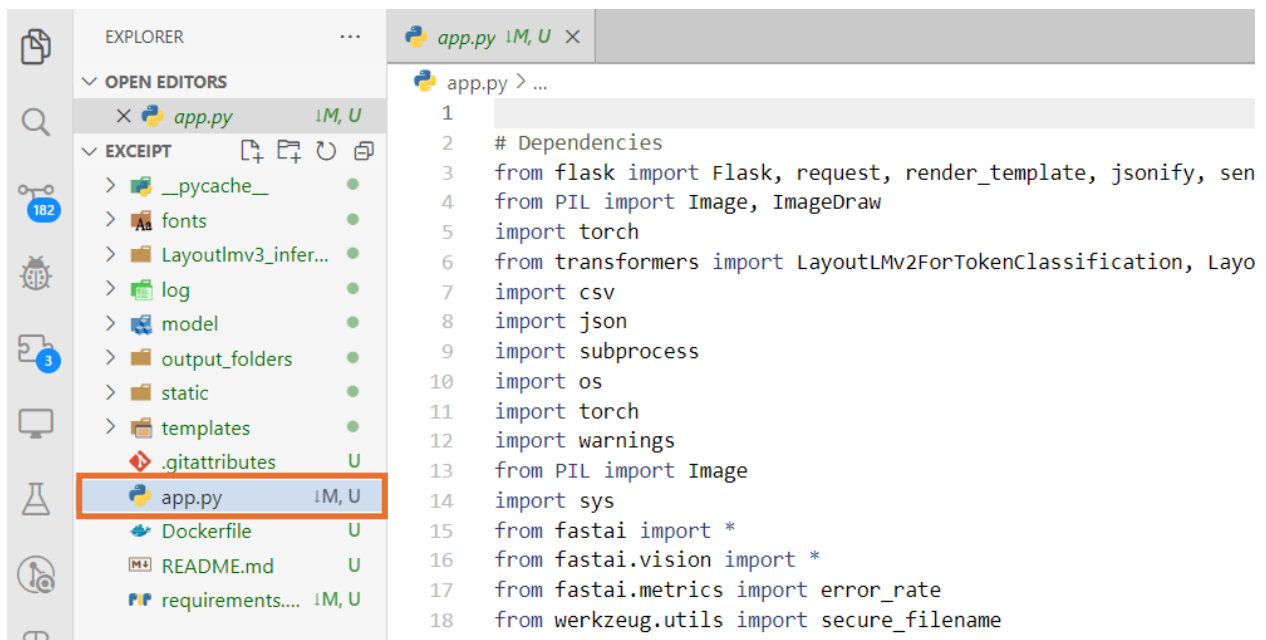 EXPLORER ...
OPEN EDITORS
app.py ↓M, U
EXCEIPT
__pycache__
fonts
Layoutlmv3_infer...
log
model
output_folders
static
templates
.gitattributes U
app.py ↓M, U
Dockerfile U
README.md U
requirements.... ↓M, U
182
3
app.py ↓M, U
app.py > ...
1
2 # Dependencies
3 from flask import Flask, request, render_template, jsonify, sen
4 from PIL import Image, ImageDraw
5 import torch
6 from transformers import LayoutLMv2ForTokenClassification, Layo
7 import csv
8 import json
9 import subprocess
10 import os
11 import torch
12 import warnings
13 from PIL import Image
14 import sys
15 from fastai import *
16 from fastai.vision import *
17 from fastai.metrics import error_rate
18 from werkzeug.utils import secure_filename